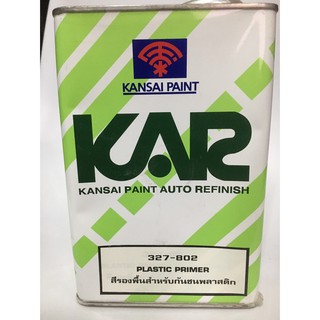 KANSAI PAINT
KAR
KANSAI PAINT AUTO REFINISH
327-802
PLASTIC PRIMER
สีรองพื้นสำหรับกันชนพลาสติก